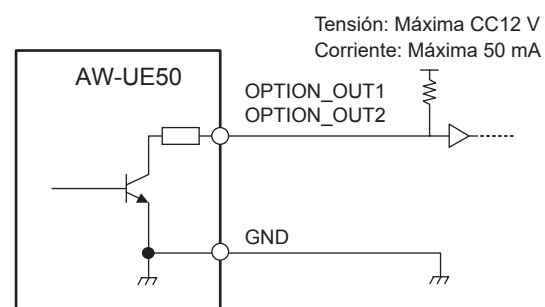 Tensión: Máxima CC12 V
Corriente: Máxima 50 mA
AW-UE50
OPTION_OUT1
OPTION_OUT2
GND